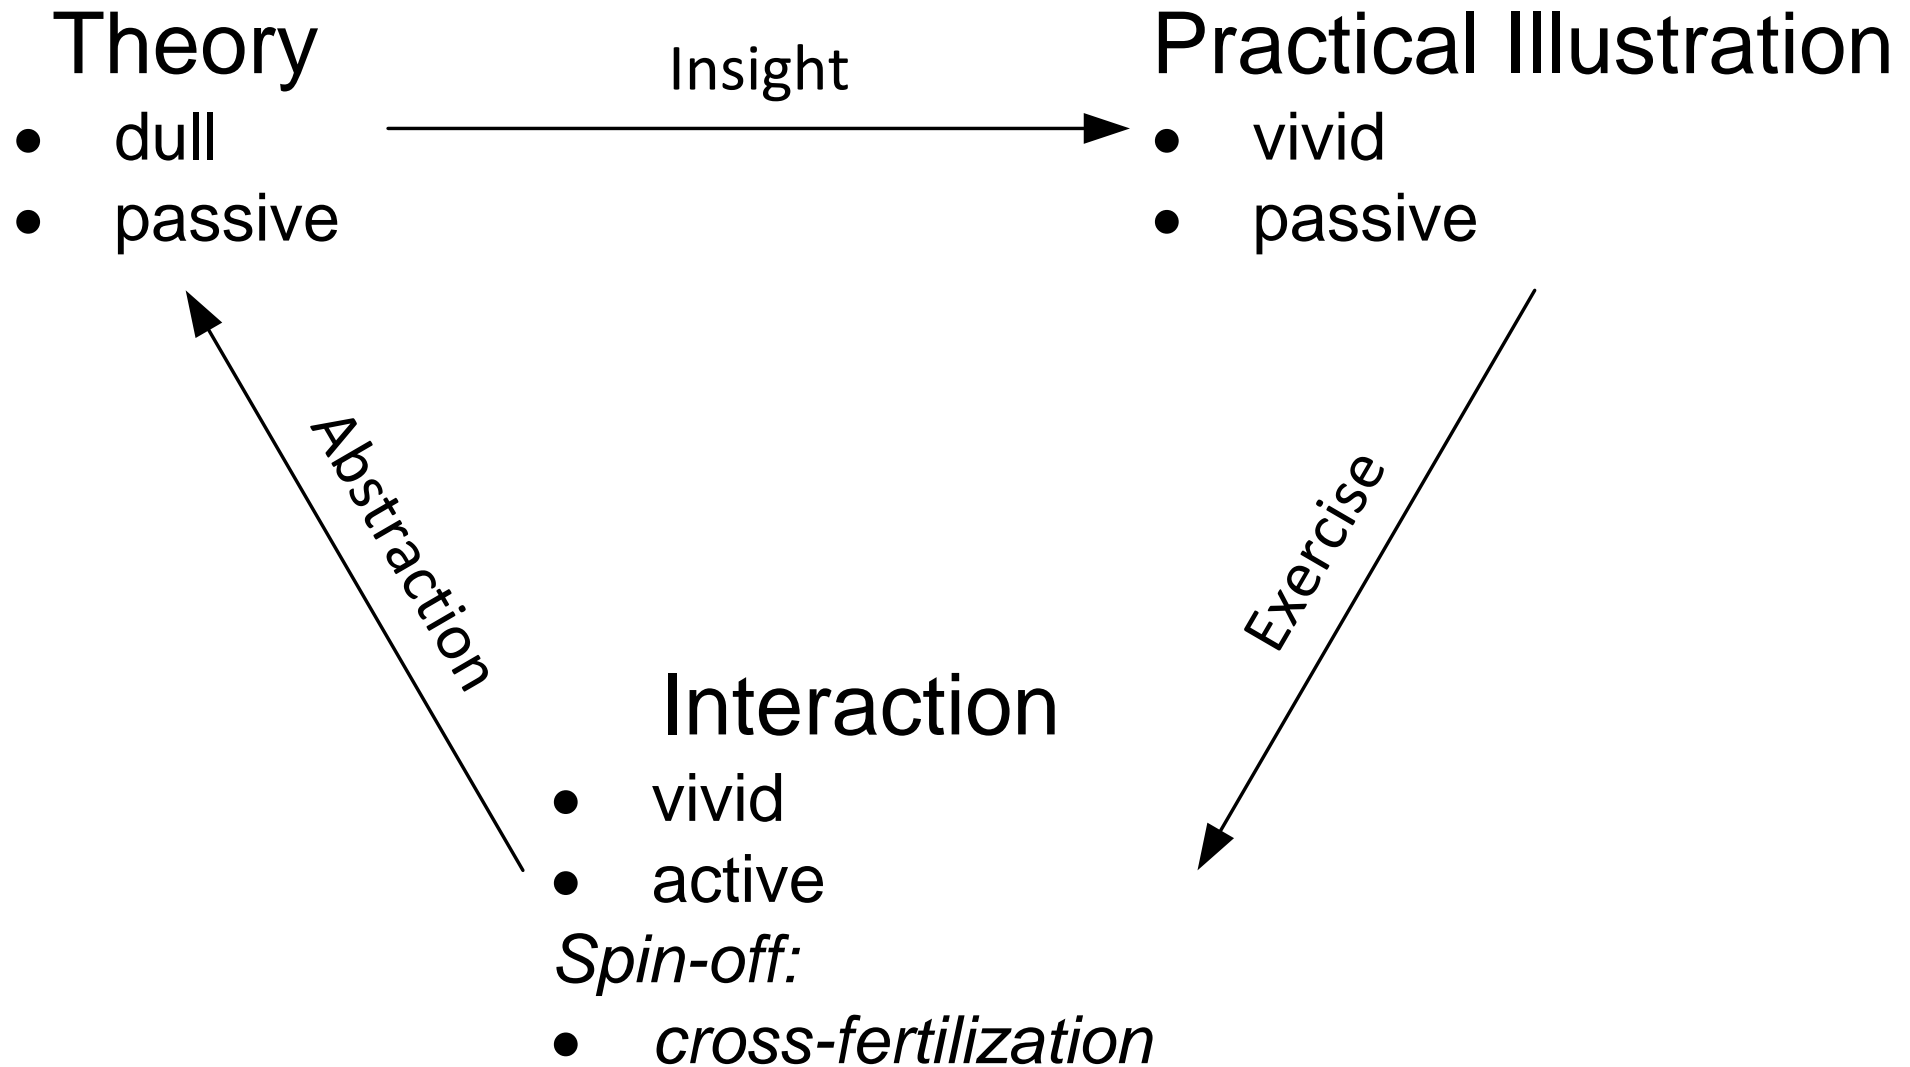 Theory
• dull
• passive
Insight
Practical Illustration
• vivid
• passive
Abstraction
Exercise
Interaction
• vivid
• active
Spin-off:
• cross-fertilization